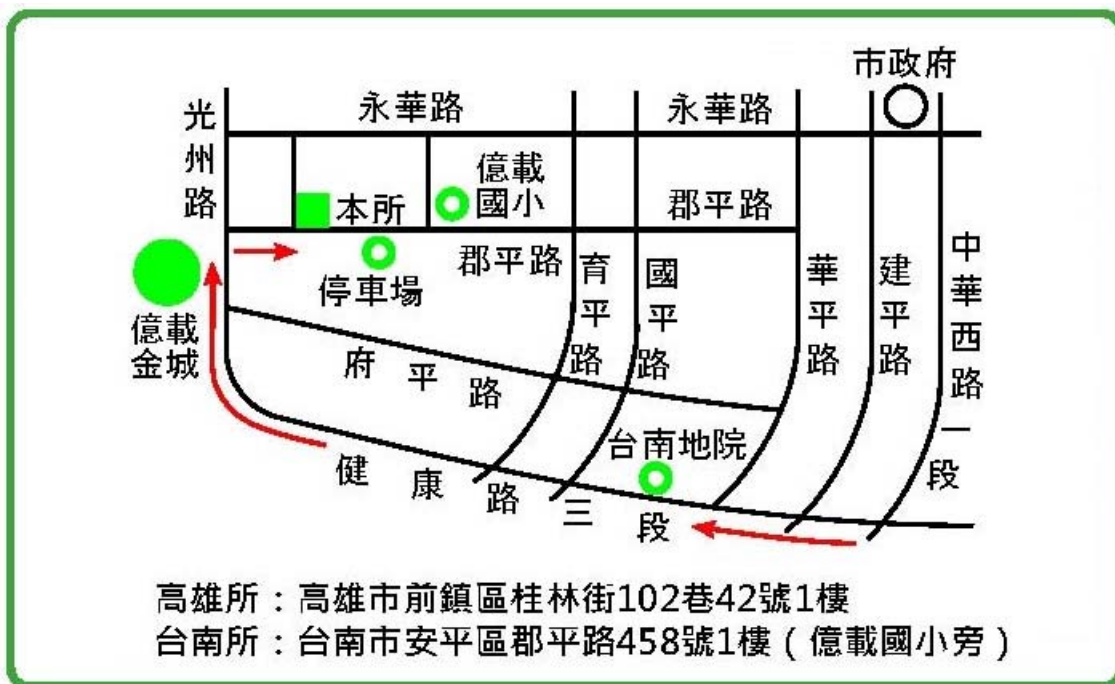 市政府
光州路
永華路
永華路
億載
國小
本所
郡平路
郡平路
停車場
億載
金城
育平路
國平路
華平路
建平路
中華西路一段
府平路
台南地院
健康路三段
高雄所：高雄市前鎮區桂林街102巷42號1樓
台南所：台南市安平區郡平路458號1樓（億載國小旁）